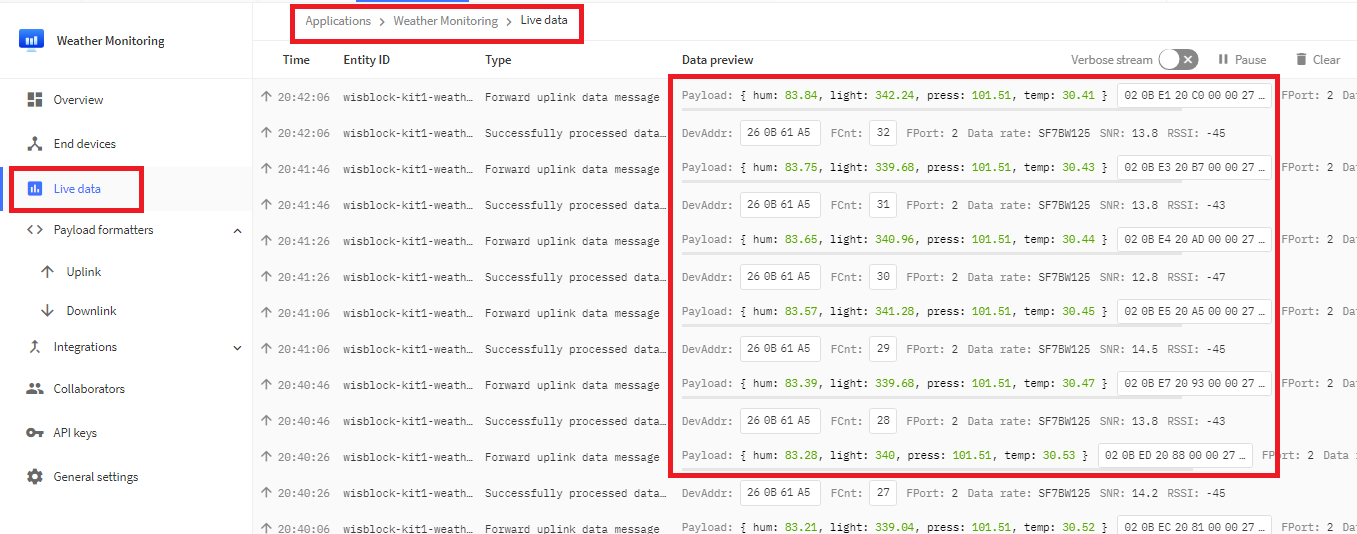 Applications > Weather Monitoring > Live data
Weather Monitoring
Time Entity ID Type Data preview Verbose stream Pause Clear
Overview
End devices
Live data
Payload formatters
Uplink
Downlink
Integrations
Collaborators
API keys
General settings
20:42:06 wisblock-kit1-weath… Forward uplink data message Payload: { hum: 83.84, light: 342.24, press: 101.51, temp: 30.41 } 02 0B E1 20 C0 00 00 27 … FPort: 2 Da
20:42:06 wisblock-kit1-weath… Successfully processed data… DevAddr: 26 0B 61 A5 FCnt: 32 FPort: 2 Data rate: SF7BW125 SNR: 13.8 RSSI: -45
20:41:46 wisblock-kit1-weath… Forward uplink data message Payload: { hum: 83.75, light: 339.68, press: 101.51, temp: 30.43 } 02 0B E3 20 B7 00 00 27 … FPort: 2 Da
20:41:46 wisblock-kit1-weath… Successfully processed data… DevAddr: 26 0B 61 A5 FCnt: 31 FPort: 2 Data rate: SF7BW125 SNR: 13.8 RSSI: -43
20:41:26 wisblock-kit1-weath… Forward uplink data message Payload: { hum: 83.65, light: 340.96, press: 101.51, temp: 30.44 } 02 0B E4 20 AD 00 00 27 … FPort: 2 Da
20:41:26 wisblock-kit1-weath… Successfully processed data… DevAddr: 26 0B 61 A5 FCnt: 30 FPort: 2 Data rate: SF7BW125 SNR: 12.8 RSSI: -47
20:41:06 wisblock-kit1-weath… Forward uplink data message Payload: { hum: 83.57, light: 341.28, press: 101.51, temp: 30.45 } 02 0B E5 20 A5 00 00 27 … FPort: 2 Da
20:41:06 wisblock-kit1-weath… Successfully processed data… DevAddr: 26 0B 61 A5 FCnt: 29 FPort: 2 Data rate: SF7BW125 SNR: 14.5 RSSI: -45
20:40:46 wisblock-kit1-weath… Forward uplink data message Payload: { hum: 83.39, light: 339.68, press: 101.51, temp: 30.47 } 02 0B E7 20 93 00 00 27 … FPort: 2 Da
20:40:46 wisblock-kit1-weath… Successfully processed data… DevAddr: 26 0B 61 A5 FCnt: 28 FPort: 2 Data rate: SF7BW125 SNR: 13.8 RSSI: -43
20:40:26 wisblock-kit1-weath… Forward uplink data message Payload: { hum: 83.28, light: 340, press: 101.51, temp: 30.53 } 02 0B ED 20 88 00 00 27 … FPort: 2 Data r
20:40:26 wisblock-kit1-weath… Successfully processed data… DevAddr: 26 0B 61 A5 FCnt: 27 FPort: 2 Data rate: SF7BW125 SNR: 14.2 RSSI: -45
20:40:06 wisblock-kit1-weath… Forward uplink data message Payload: { hum: 83.21, light: 339.04, press: 101.51, temp: 30.52 } 02 0B EC 20 81 00 00 27 … FPort: 2 Da